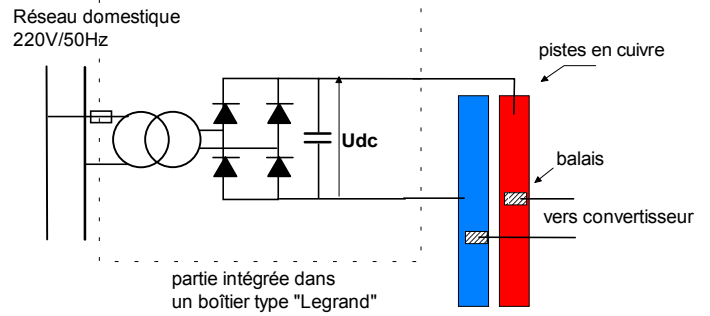 Réseau domestique
220V/50Hz
pistes en cuivre
Udc
balais
vers convertisseur
partie intégrée dans
un boîtier type "Legrand"